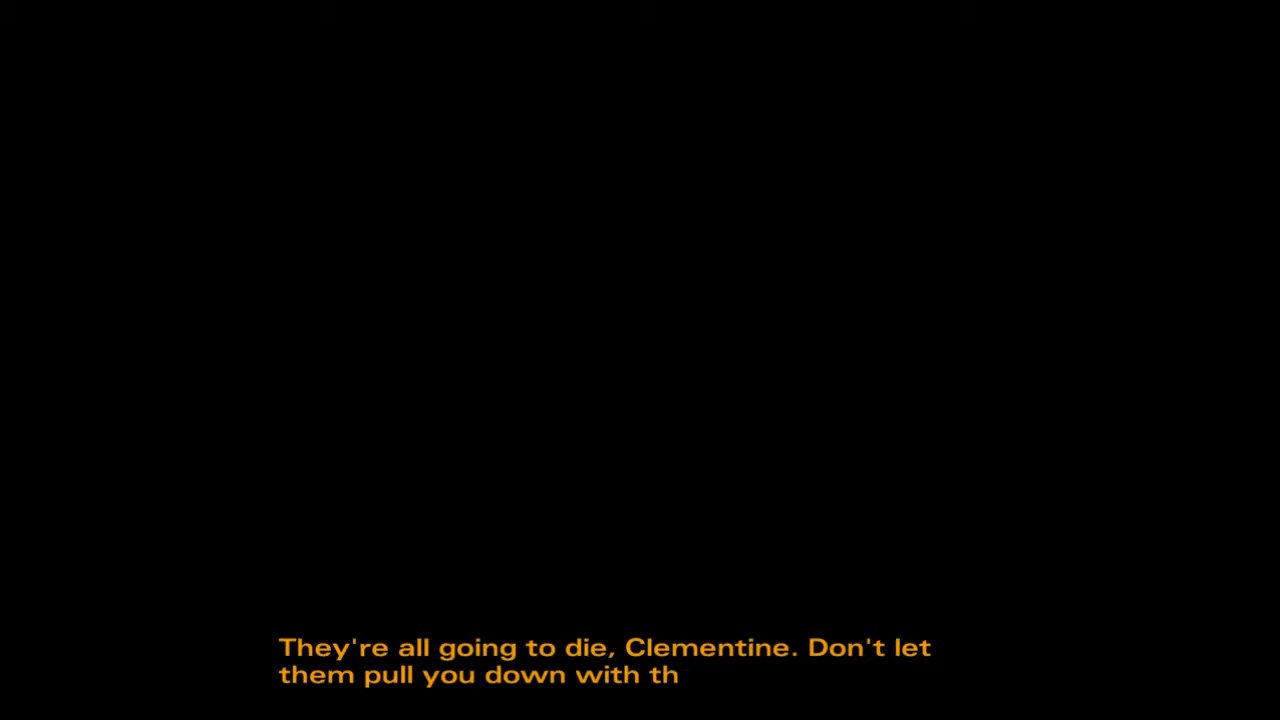 They're all going to die, Clementine. Don't let
them pull you down with th